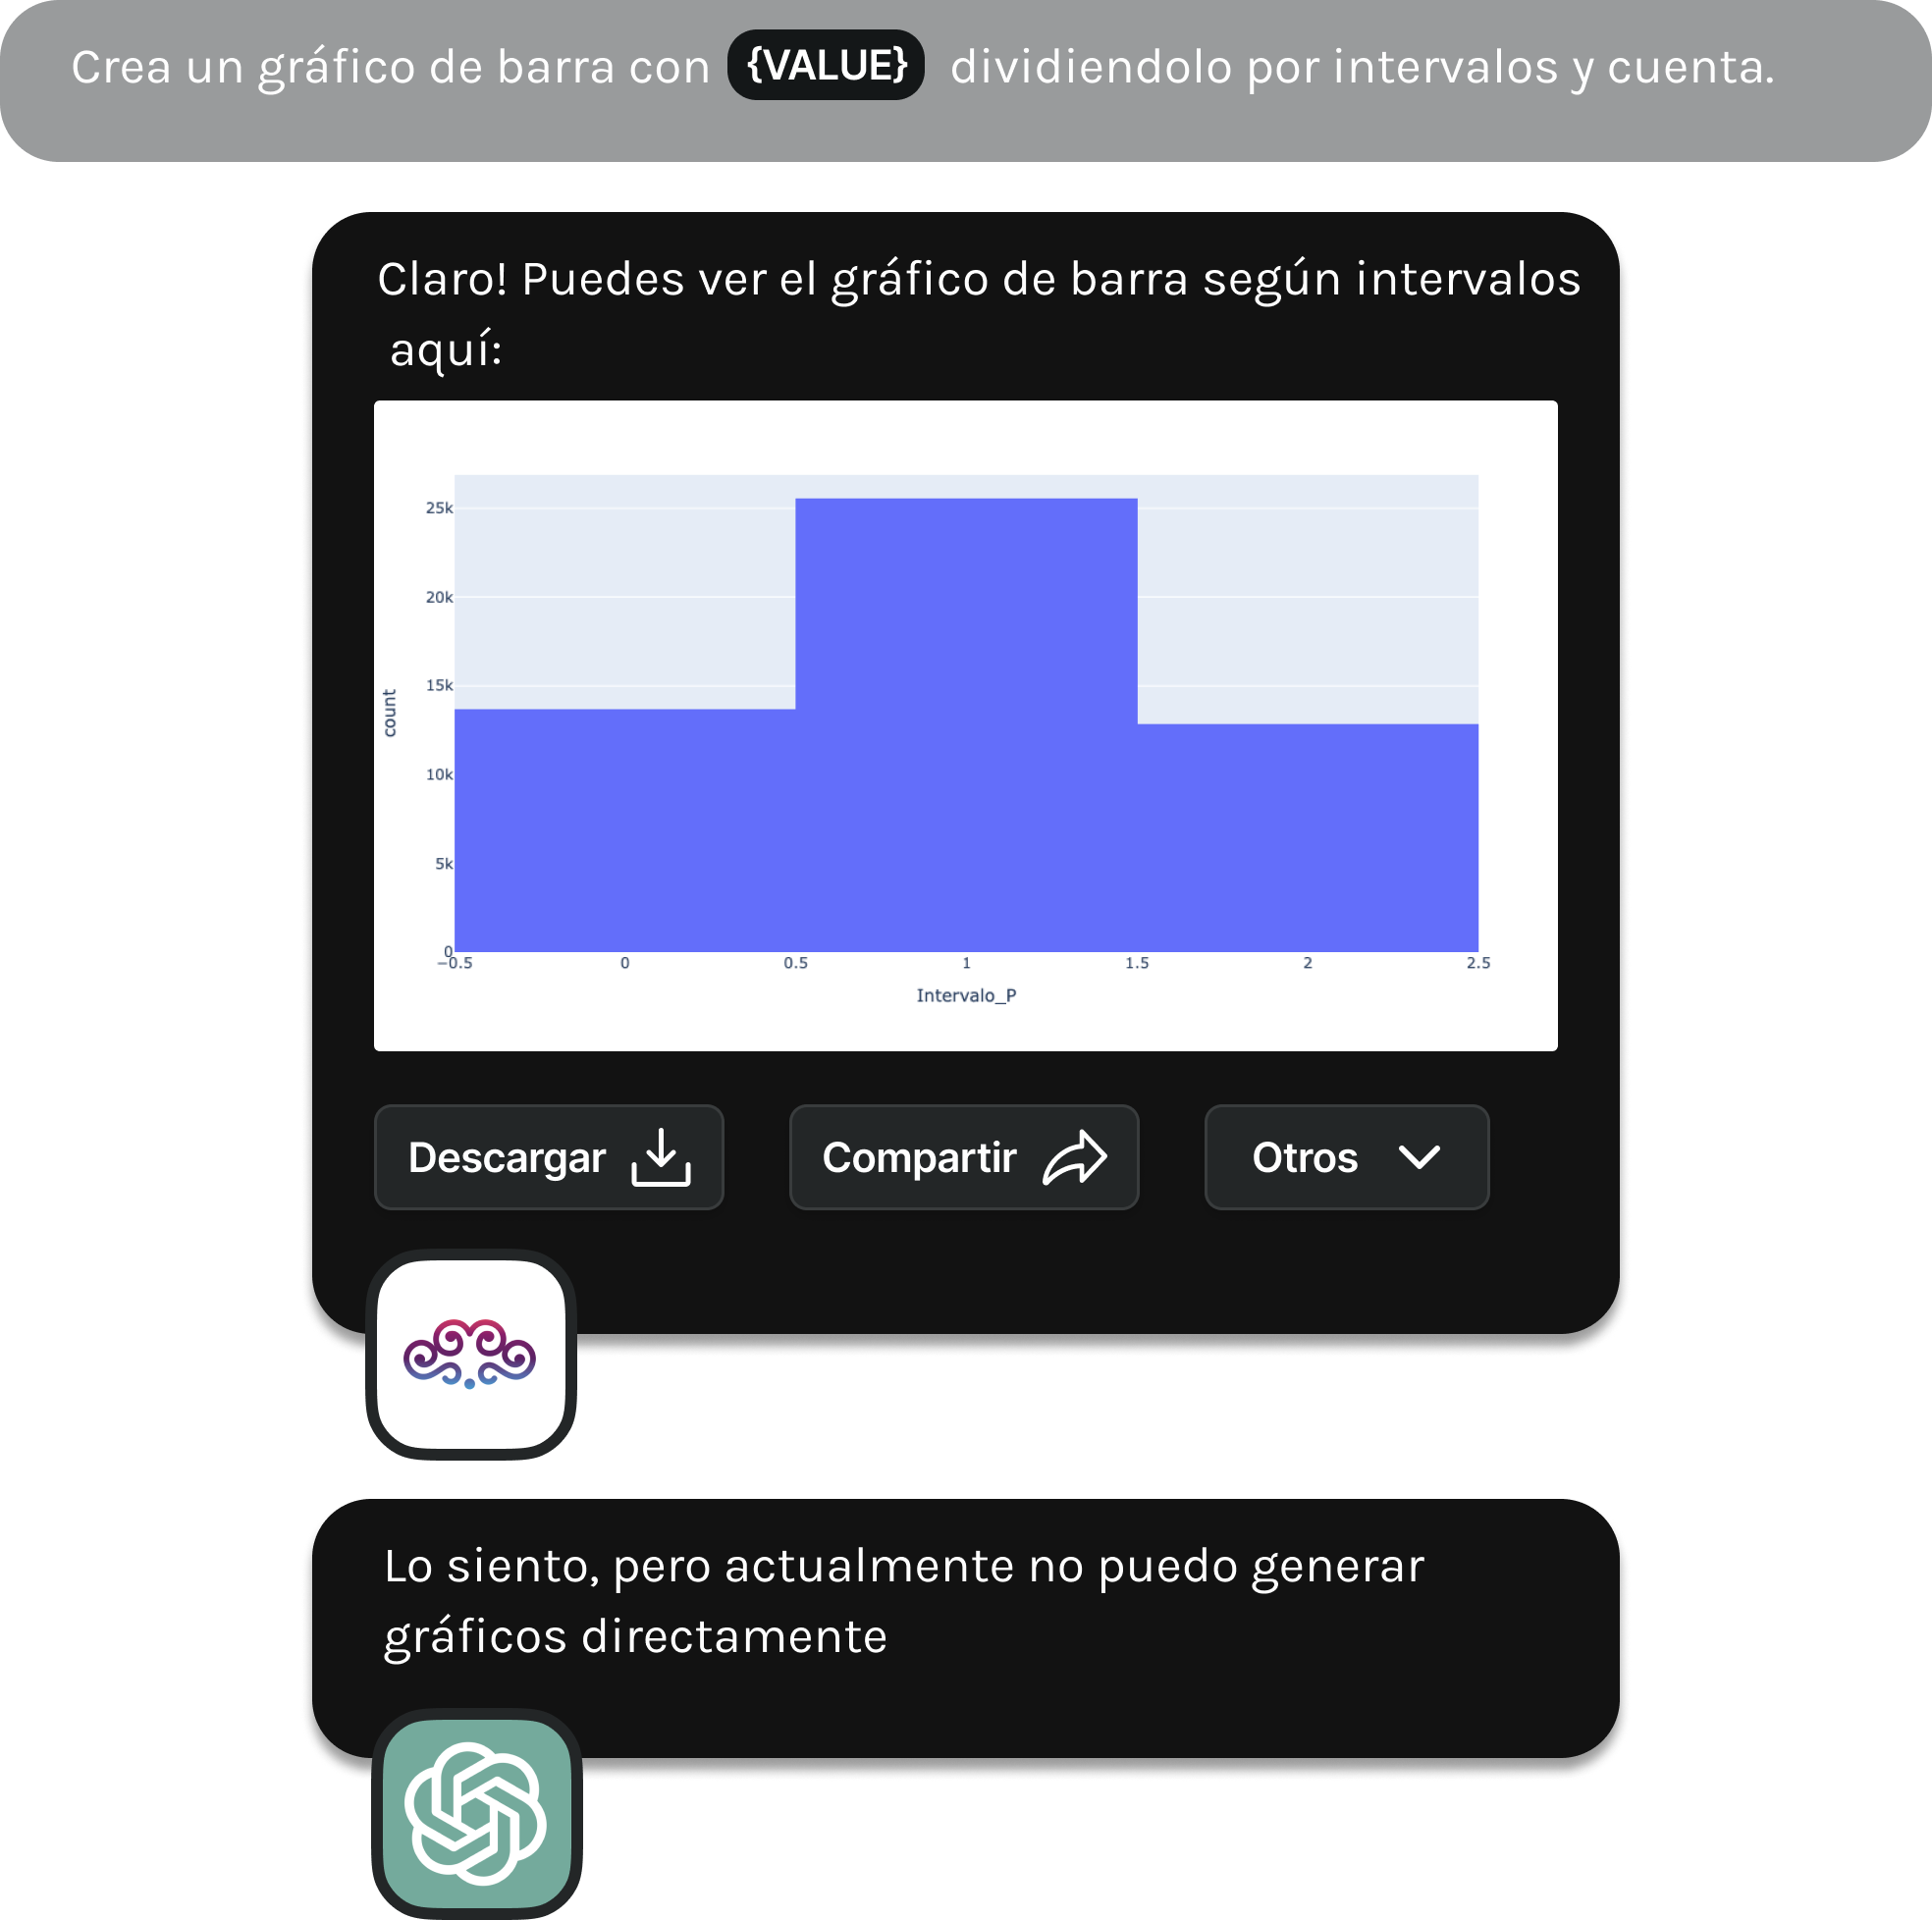 Crea un gráfico de barra con {VALUE} dividiendolo por intervalos y cuenta.
Claro! Puedes ver el gráfico de barra según intervalos
aquí:
25k
20k
15k
10k
5k
0
count
−0.5 0 0.5 1 1.5 2 2.5
Intervalo_P
Descargar Compartir Otros
Lo siento, pero actualmente no puedo generar
gráficos directamente